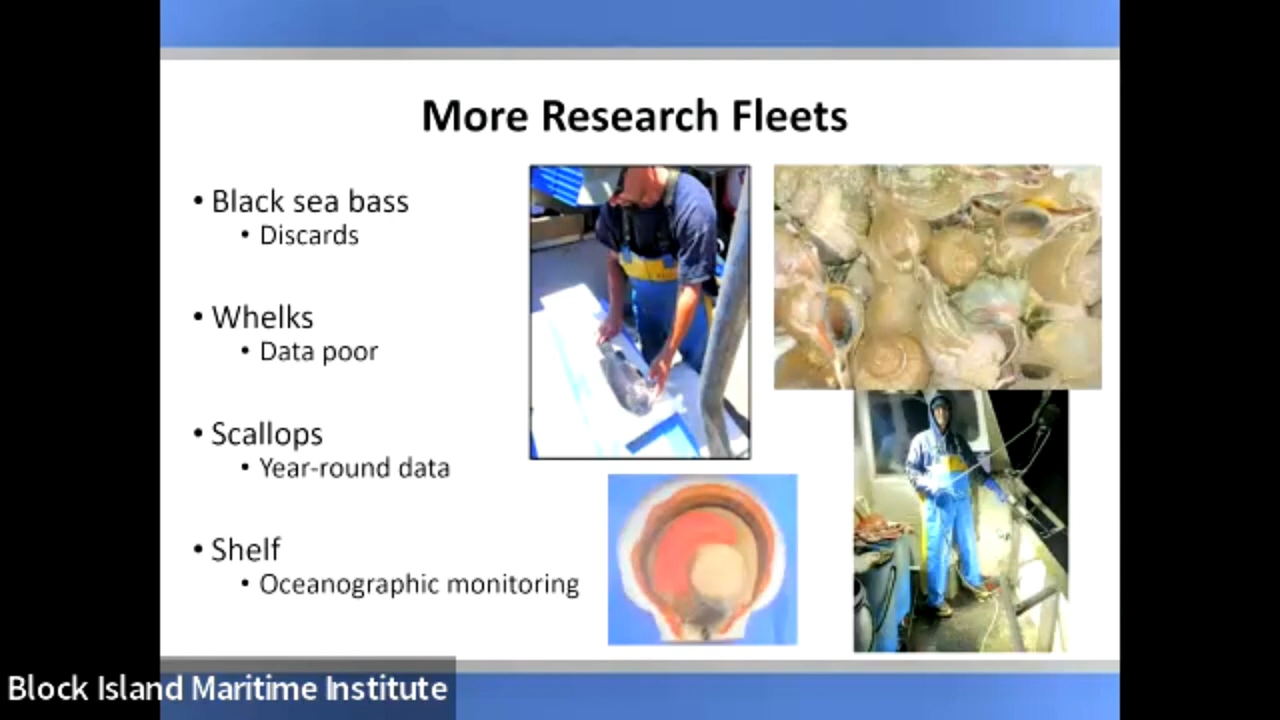 More Research Fleets
• Black sea bass
• Discards
• Whelks
• Data poor
• Scallops
• Year-round data
• Shelf
• Oceanographic monitoring
Block Island Maritime Institute